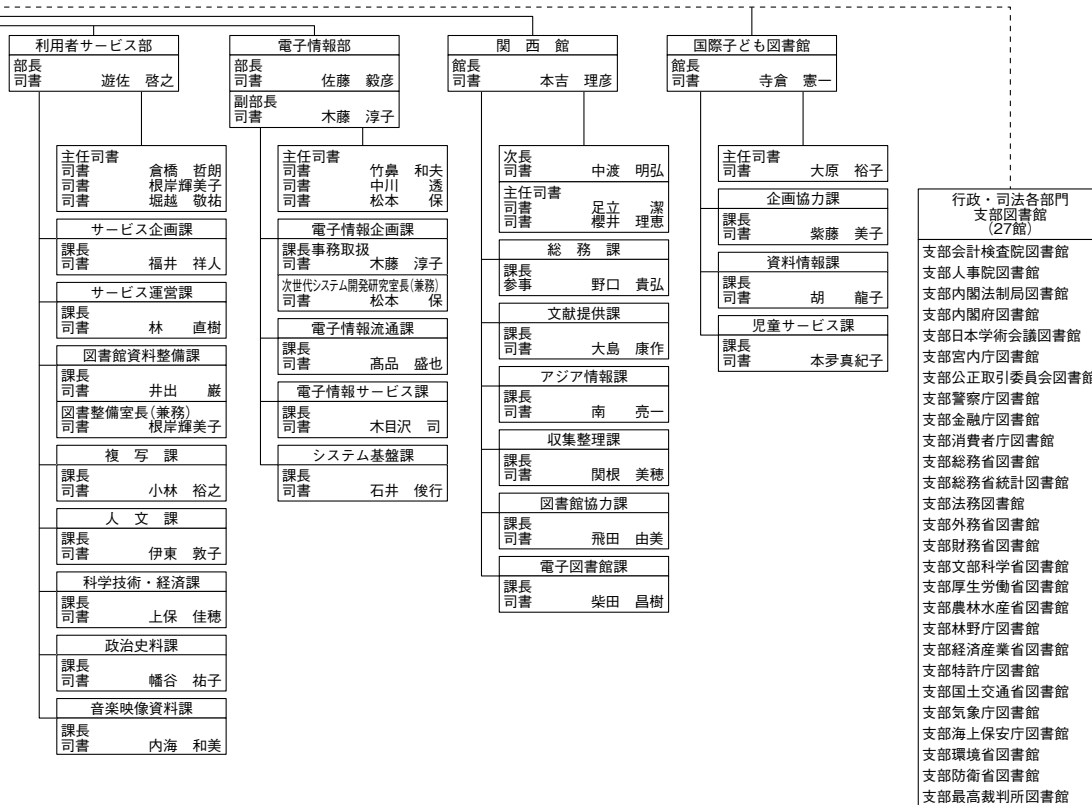 利用者サービス部
部長
司書 遊佐 啓之
主任司書
司書 倉橋 哲朗
司書 根岸輝美子
司書 堀越 敬祐
サービス企画課
課長
司書 福井 祥人
サービス運営課
課長
司書 林 直樹
図書館資料整備課
課長
司書 井出 巌
図書整備室長(兼務)
司書 根岸輝美子
複写課
課長
司書 小林 裕之
人文課
課長
司書 伊東 敦子
科学技術・経済課
課長
司書 上保 佳穂
政治史料課
課長
司書 幡谷 祐子
音楽映像資料課
課長
司書 内海 和美
電子情報部
部長
司書 佐藤 毅彦
副部長
司書 木藤 淳子
主任司書
司書 竹鼻 和夫
司書 中川 透
司書 松本 保
電子情報企画課
課長事務取扱
司書 木藤 淳子
次世代システム開発研究室長(兼務)
司書 松本 保
電子情報流通課
課長
司書 髙品 盛也
電子情報サービス課
課長
司書 木目沢 司
システム基盤課
課長
司書 石井 俊行
関西館
館長
司書 本吉 理彦
次長
司書 中渡 明弘
主任司書
司書 足立 潔
司書 櫻井 理恵
総務課
課長
参事 野口 貴弘
文献提供課
課長
司書 大島 康作
アジア情報課
課長
司書 南 亮一
収集整理課
課長
司書 関根 美穂
図書館協力課
課長
司書 飛田 由美
電子図書館課
課長
司書 柴田 昌樹
国際子ども図書館
館長
司書 寺倉 憲一
主任司書
司書 大原 裕子
企画協力課
課長
司書 紫藤 美子
資料情報課
課長
司書 胡 龍子
児童サービス課
課長
司書 本夛真紀子
行政・司法各部門
支部図書館
(27館)
支部会計検査院図書館
支部人事院図書館
支部内閣法制局図書館
支部内閣府図書館
支部日本学術会議図書館
支部宮内庁図書館
支部公正取引委員会図書館
支部警察庁図書館
支部金融庁図書館
支部消費者庁図書館
支部総務省図書館
支部総務省統計図書館
支部法務図書館
支部外務省図書館
支部財務省図書館
支部文部科学省図書館
支部厚生労働省図書館
支部農林水産省図書館
支部林野庁図書館
支部経済産業省図書館
支部特許庁図書館
支部国土交通省図書館
支部気象庁図書館
支部海上保安庁図書館
支部環境省図書館
支部防衛省図書館
支部最高裁判所図書館